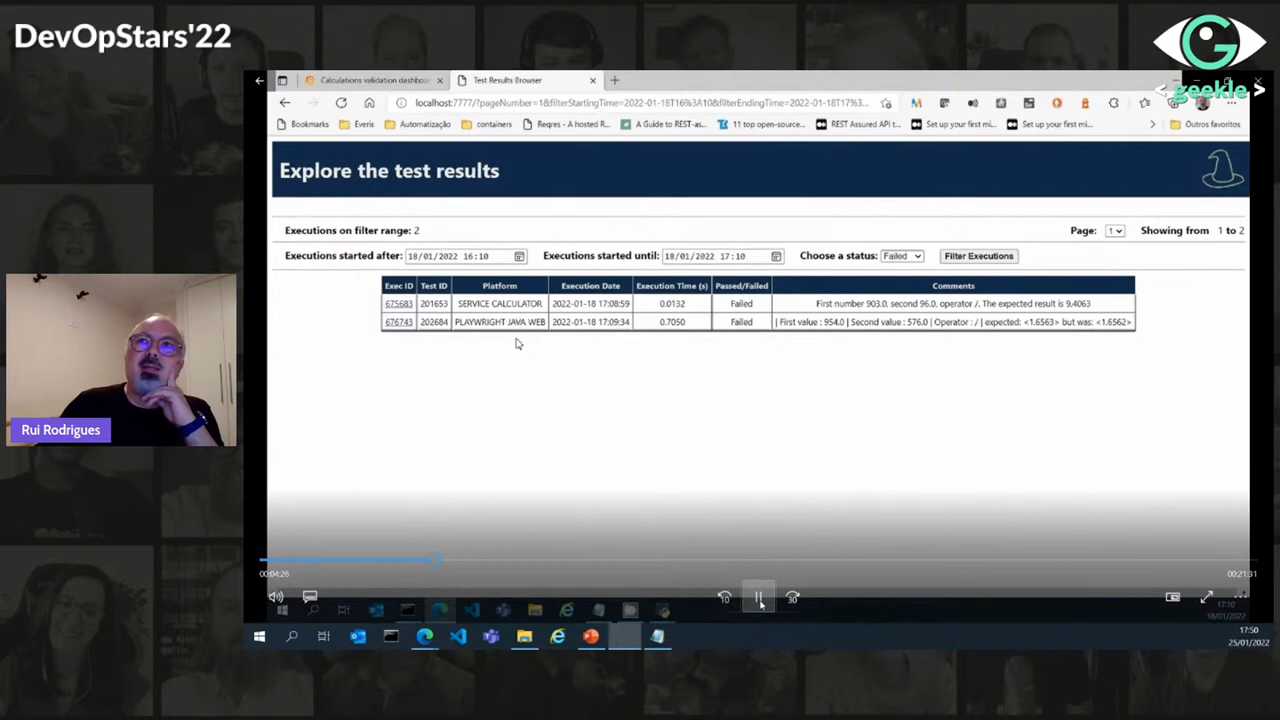 DevOpStars'22
G
< geekle >
Calculations validation dashboa
Test Results Browser
localhost:7777/?pageNumber=1&filterStartingTime=2022-01-18T16%3A10&filterEndingTime=2022-01-18T17%3...
Bookmarks
Everis
Automatização
containers
Reqres - A hosted R...
A Guide to REST-as...
11 top open-source...
REST Assured API t...
Set up your first mi...
Set up your first mi...
Outros favoritos
Explore the test results
Executions on filter range: 2
Page: 1
Showing from 1 to 2
Executions started after: 18/01/2022 16:10
Executions started until: 18/01/2022 17:10
Choose a status: Failed
Filter Executions
Exec ID Test ID Platform Execution Date Execution Time (s) Passed/Failed Comments
675683 201653 SERVICE CALCULATOR 2022-01-18 17:08:59 0.0132 Failed First number 903.0, second 96.0, operator /. The expected result is 9.4063
676743 202684 PLAYWRIGHT JAVA WEB 2022-01-18 17:09:34 0.7050 Failed | First value : 954.0 | Second value : 576.0 | Operator : / | expected: <1.6563> but was: <1.6562>
Rui Rodrigues
00:04:26
00:21:31
10
30
17:10
18/01/2022
17:50
25/01/2022